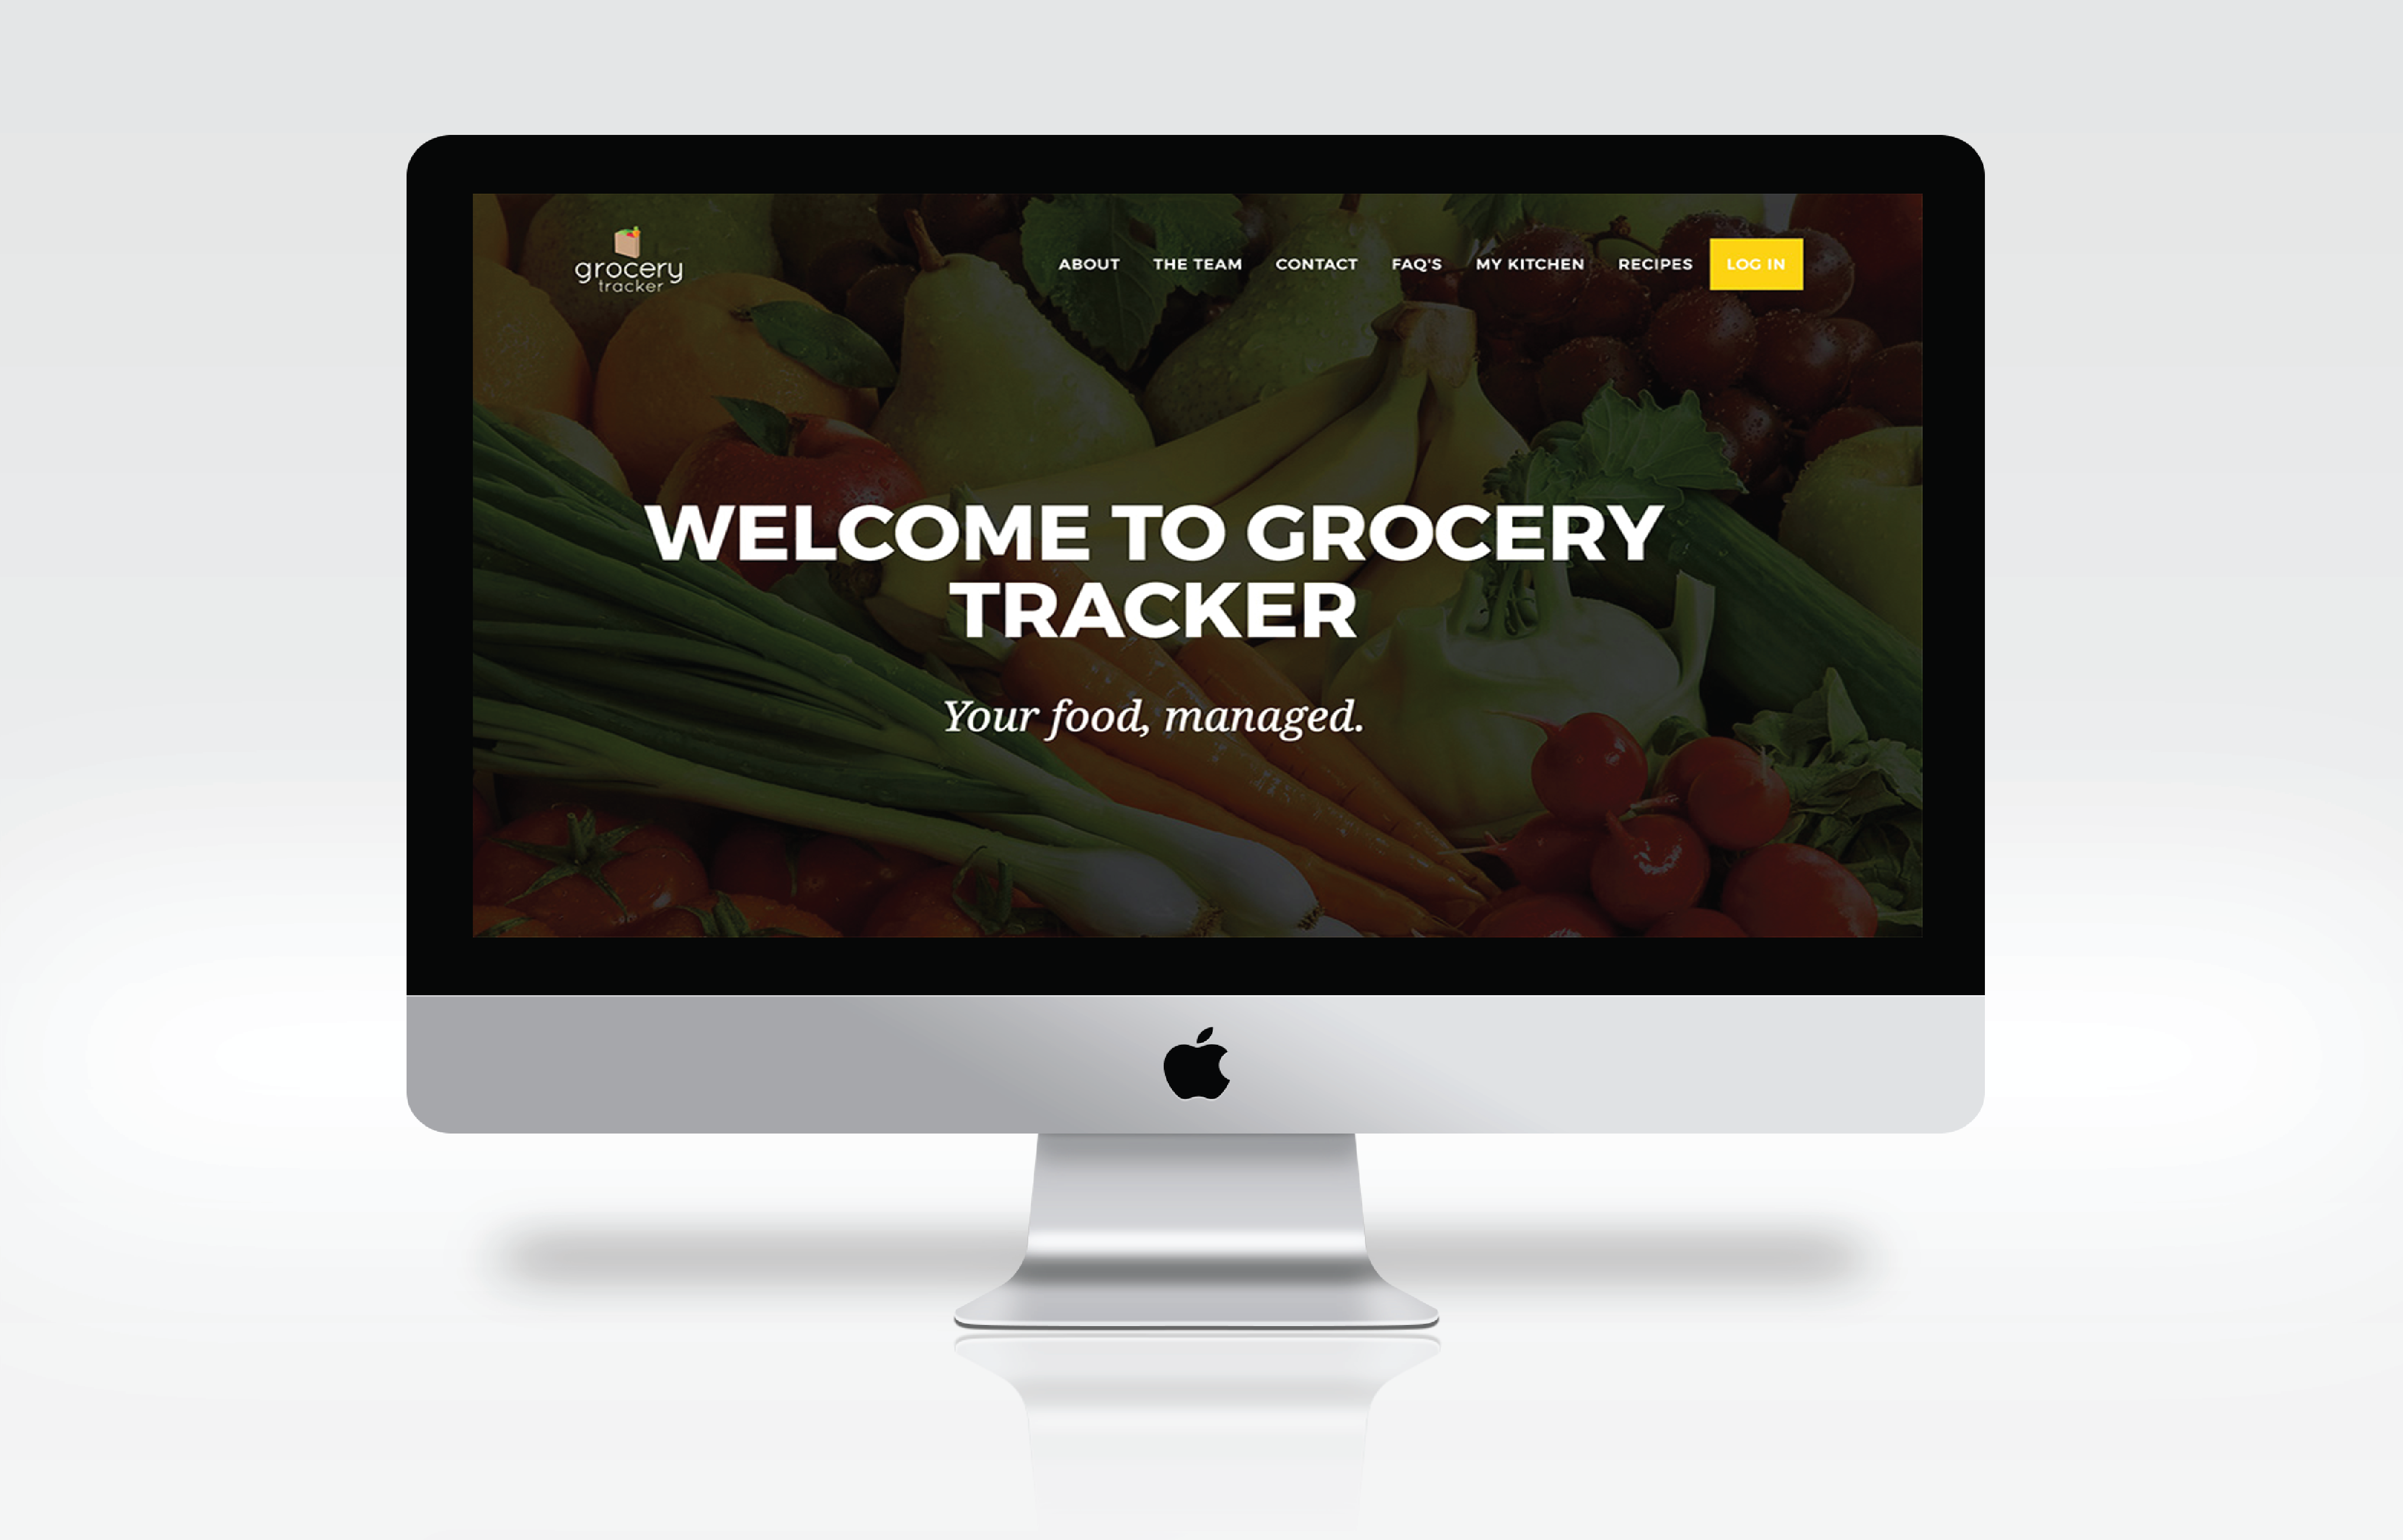 grocery
tracker
ABOUT THE TEAM CONTACT FAQ'S MY KITCHEN RECIPES LOG IN
WELCOME TO GROCERY
TRACKER
Your food, managed.